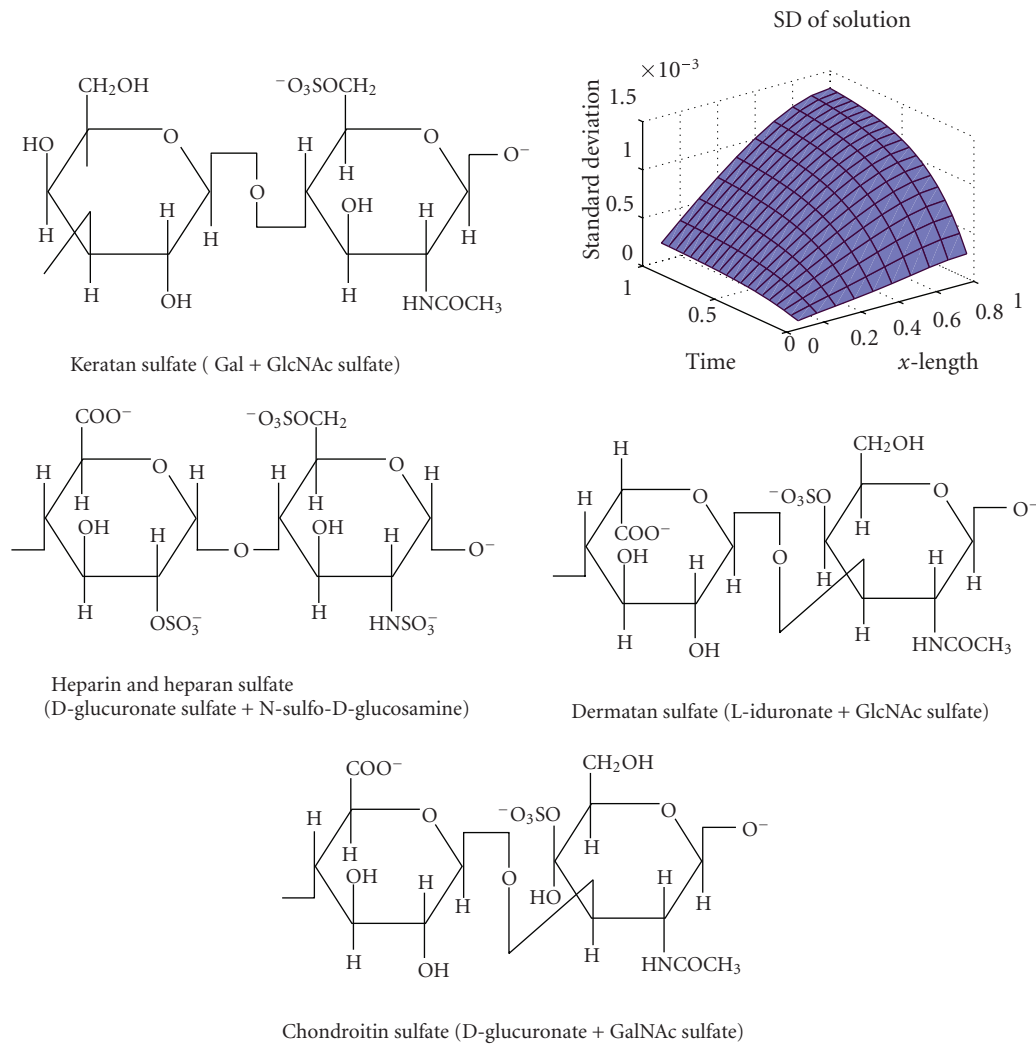 SD of solution
CH₂OH
⁻O₃SOCH₂
HO
O
H
O
H
O
O⁻
H
H
OH
H
H
H
H
OH
H
HNCOCH₃
Keratan sulfate ( Gal + GlcNAc sulfate)
×10⁻³
1.5
1
0.5
0
Standard deviation
1
0.5
0
Time
0
0.2
0.4
0.6
0.8
1
x-length
COO⁻
⁻O₃SOCH₂
H
O
H
H
O
H
H
OH
H
H
OH
H
O
O⁻
H
OSO₃⁻
H
HNSO₃⁻
Heparin and heparan sulfate
(D-glucuronate sulfate + N-sulfo-D-glucosamine)
H
CH₂OH
H
O
⁻O₃SO
O
O⁻
COO⁻
H
OH
H
O
H
H
H
H
H
OH
H
HNCOCH₃
Dermatan sulfate (L-iduronate + GlcNAc sulfate)
COO⁻
CH₂OH
H
O
⁻O₃SO
O
O⁻
H
H
OH
H
O
H
HO
H
H
H
OH
H
HNCOCH₃
Chondroitin sulfate (D-glucuronate + GalNAc sulfate)